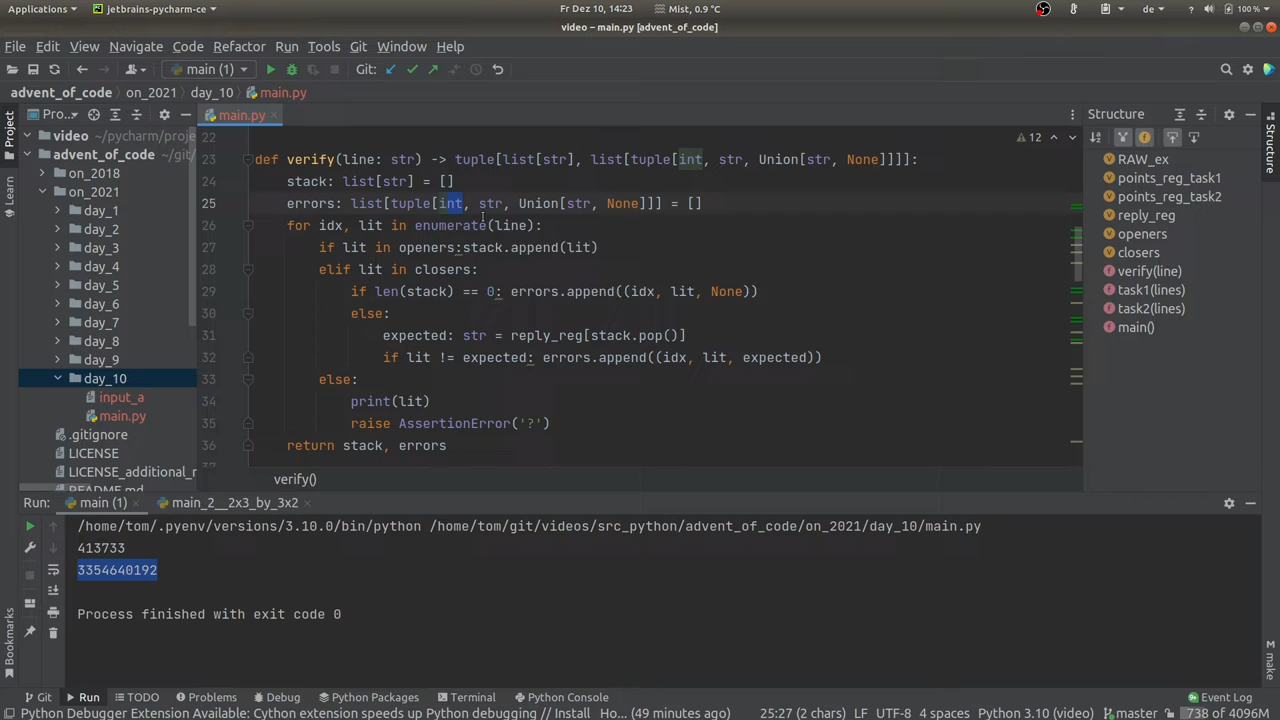 Applications jetbrains-pycharm-ce Fr Dez 10, 14:23 Mist, 0.9 °C de ? 100 %
video – main.py [advent_of_code]
File Edit View Navigate Code Refactor Run Tools Git Window Help
main (1) Git:
advent_of_code on_2021 day_10 main.py
Project
Pro...
video ~/pycharm/proje
advent_of_code ~/git/
on_2018
on_2021
day_1
day_2
day_3
day_4
day_5
day_6
day_7
day_8
day_9
day_10
input_a
main.py
.gitignore
LICENSE
LICENSE_additional_r
README.md
Learn
main.py
12
22
23 def verify(line: str) -> tuple[list[str], list[tuple[int, str, Union[str, None]]]]:
24 stack: list[str] = []
25 errors: list[tuple[int, str, Union[str, None]]] = []
26 for idx, lit in enumerate(line):
27 if lit in openers:stack.append(lit)
28 elif lit in closers:
29 if len(stack) == 0: errors.append((idx, lit, None))
30 else:
31 expected: str = reply_reg[stack.pop()]
32 if lit != expected: errors.append((idx, lit, expected))
33 else:
34 print(lit)
35 raise AssertionError('?')
36 return stack, errors
verify()
Structure
RAW_ex
points_reg_task1
points_reg_task2
reply_reg
openers
closers
verify(line)
task1(lines)
task2(lines)
main()
Structure
Run: main (1) main_2__2x3_by_3x2
/home/tom/.pyenv/versions/3.10.0/bin/python /home/tom/git/videos/src_python/advent_of_code/on_2021/day_10/main.py
413733
3354640192
Process finished with exit code 0
Bookmarks
make
Git Run TODO Problems Debug Python Packages Terminal Python Console Event Log
Python Debugger Extension Available: Cython extension speeds up Python debugging // Install Ho... (49 minutes ago) 25:27 (2 chars) LF UTF-8 4 spaces Python 3.10 (video) master 738 of 4096M